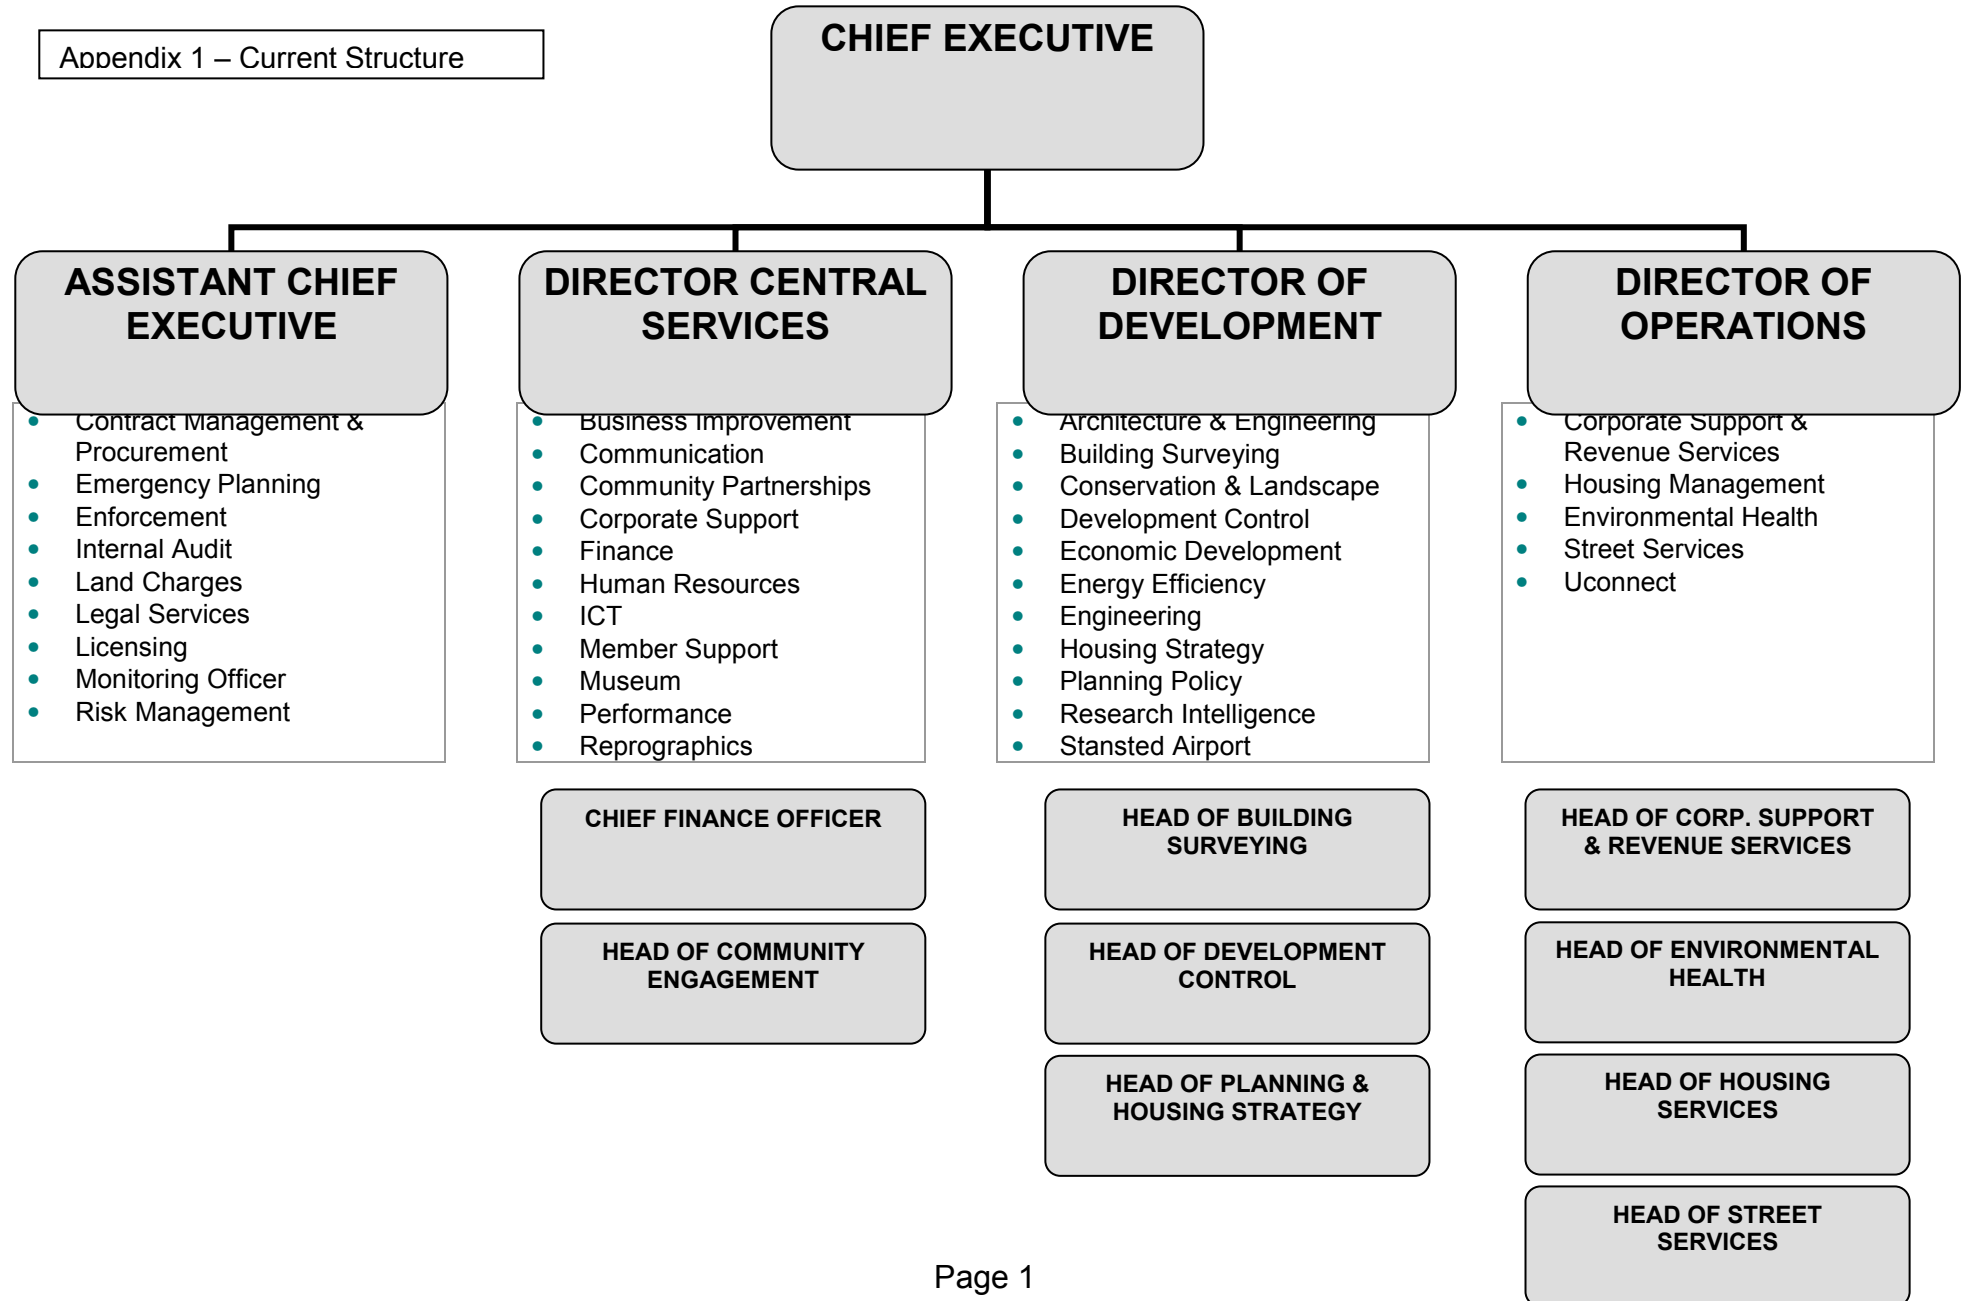 Appendix 1 – Current Structure
CHIEF EXECUTIVE
ASSISTANT CHIEF
EXECUTIVE
• Contract Management &
Procurement
• Emergency Planning
• Enforcement
• Internal Audit
• Land Charges
• Legal Services
• Licensing
• Monitoring Officer
• Risk Management
DIRECTOR CENTRAL
SERVICES
• Business Improvement
• Communication
• Community Partnerships
• Corporate Support
• Finance
• Human Resources
• ICT
• Member Support
• Museum
• Performance
• Reprographics
CHIEF FINANCE OFFICER
HEAD OF COMMUNITY
ENGAGEMENT
DIRECTOR OF
DEVELOPMENT
• Architecture & Engineering
• Building Surveying
• Conservation & Landscape
• Development Control
• Economic Development
• Energy Efficiency
• Engineering
• Housing Strategy
• Planning Policy
• Research Intelligence
• Stansted Airport
HEAD OF BUILDING
SURVEYING
HEAD OF DEVELOPMENT
CONTROL
HEAD OF PLANNING &
HOUSING STRATEGY
DIRECTOR OF
OPERATIONS
• Corporate Support &
Revenue Services
• Housing Management
• Environmental Health
• Street Services
• Uconnect
HEAD OF CORP. SUPPORT
& REVENUE SERVICES
HEAD OF ENVIRONMENTAL
HEALTH
HEAD OF HOUSING
SERVICES
HEAD OF STREET
SERVICES
Page 1